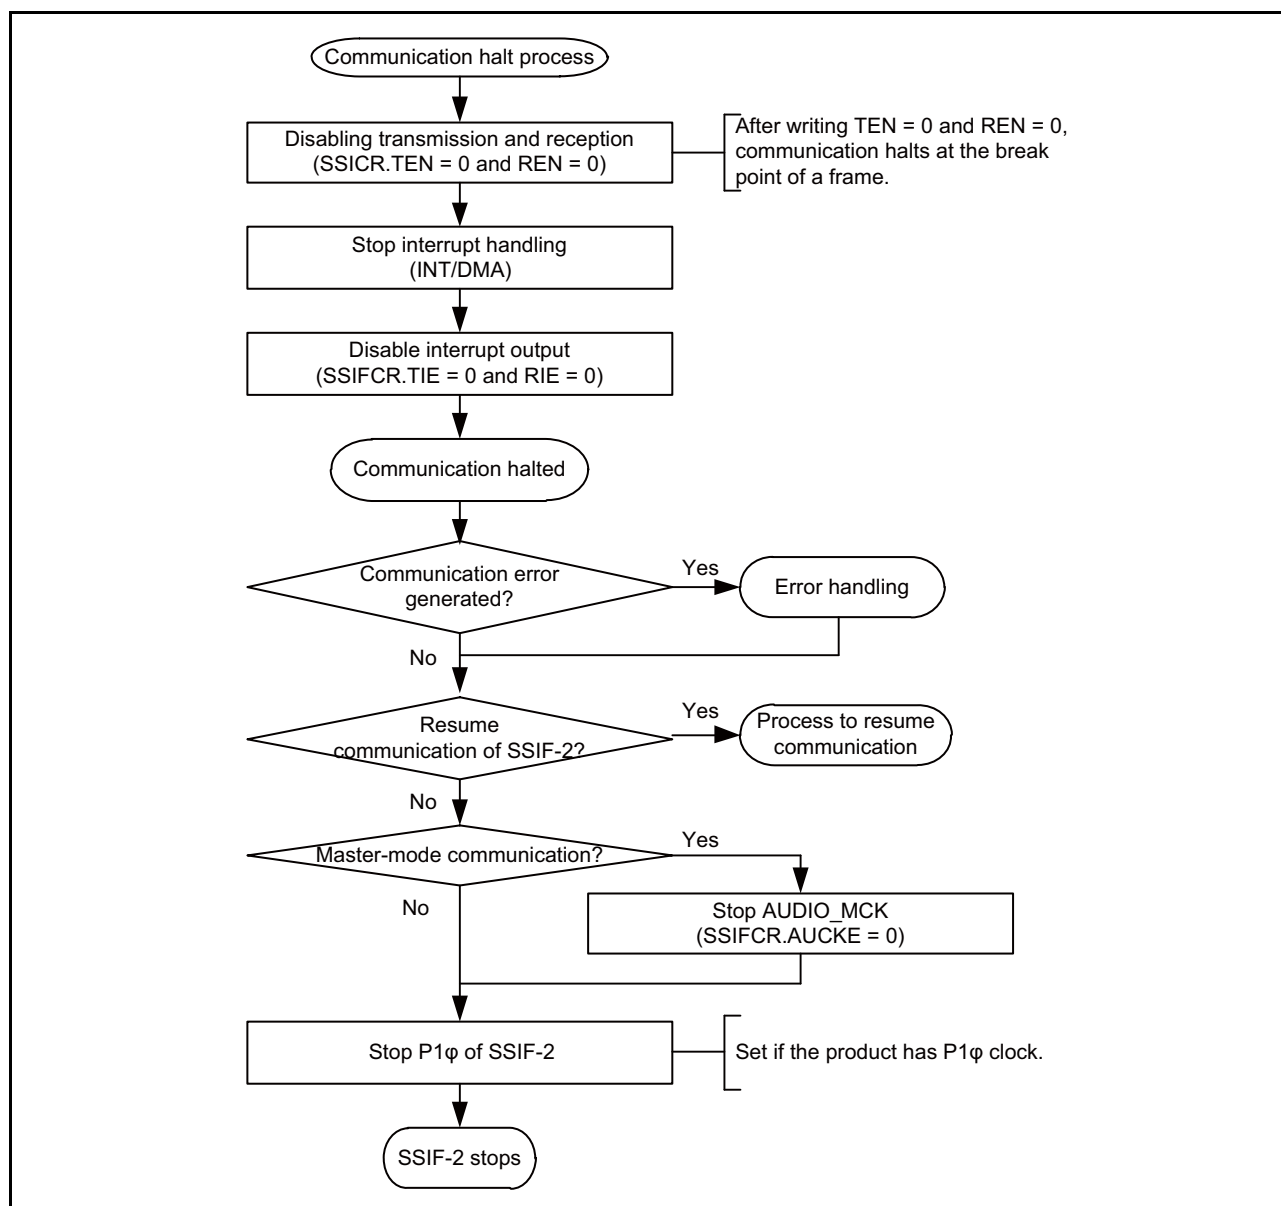 Communication halt process
Disabling transmission and reception
(SSICR.TEN = 0 and REN = 0)
After writing TEN = 0 and REN = 0,
communication halts at the break
point of a frame.
Stop interrupt handling
(INT/DMA)
Disable interrupt output
(SSIFCR.TIE = 0 and RIE = 0)
Communication halted
Communication error
generated?
Yes
Error handling
No
Resume
communication of SSIF-2?
Yes
Process to resume
communication
No
Master-mode communication?
Yes
No
Stop AUDIO_MCK
(SSIFCR.AUCKE = 0)
Stop P1φ of SSIF-2
Set if the product has P1φ clock.
SSIF-2 stops